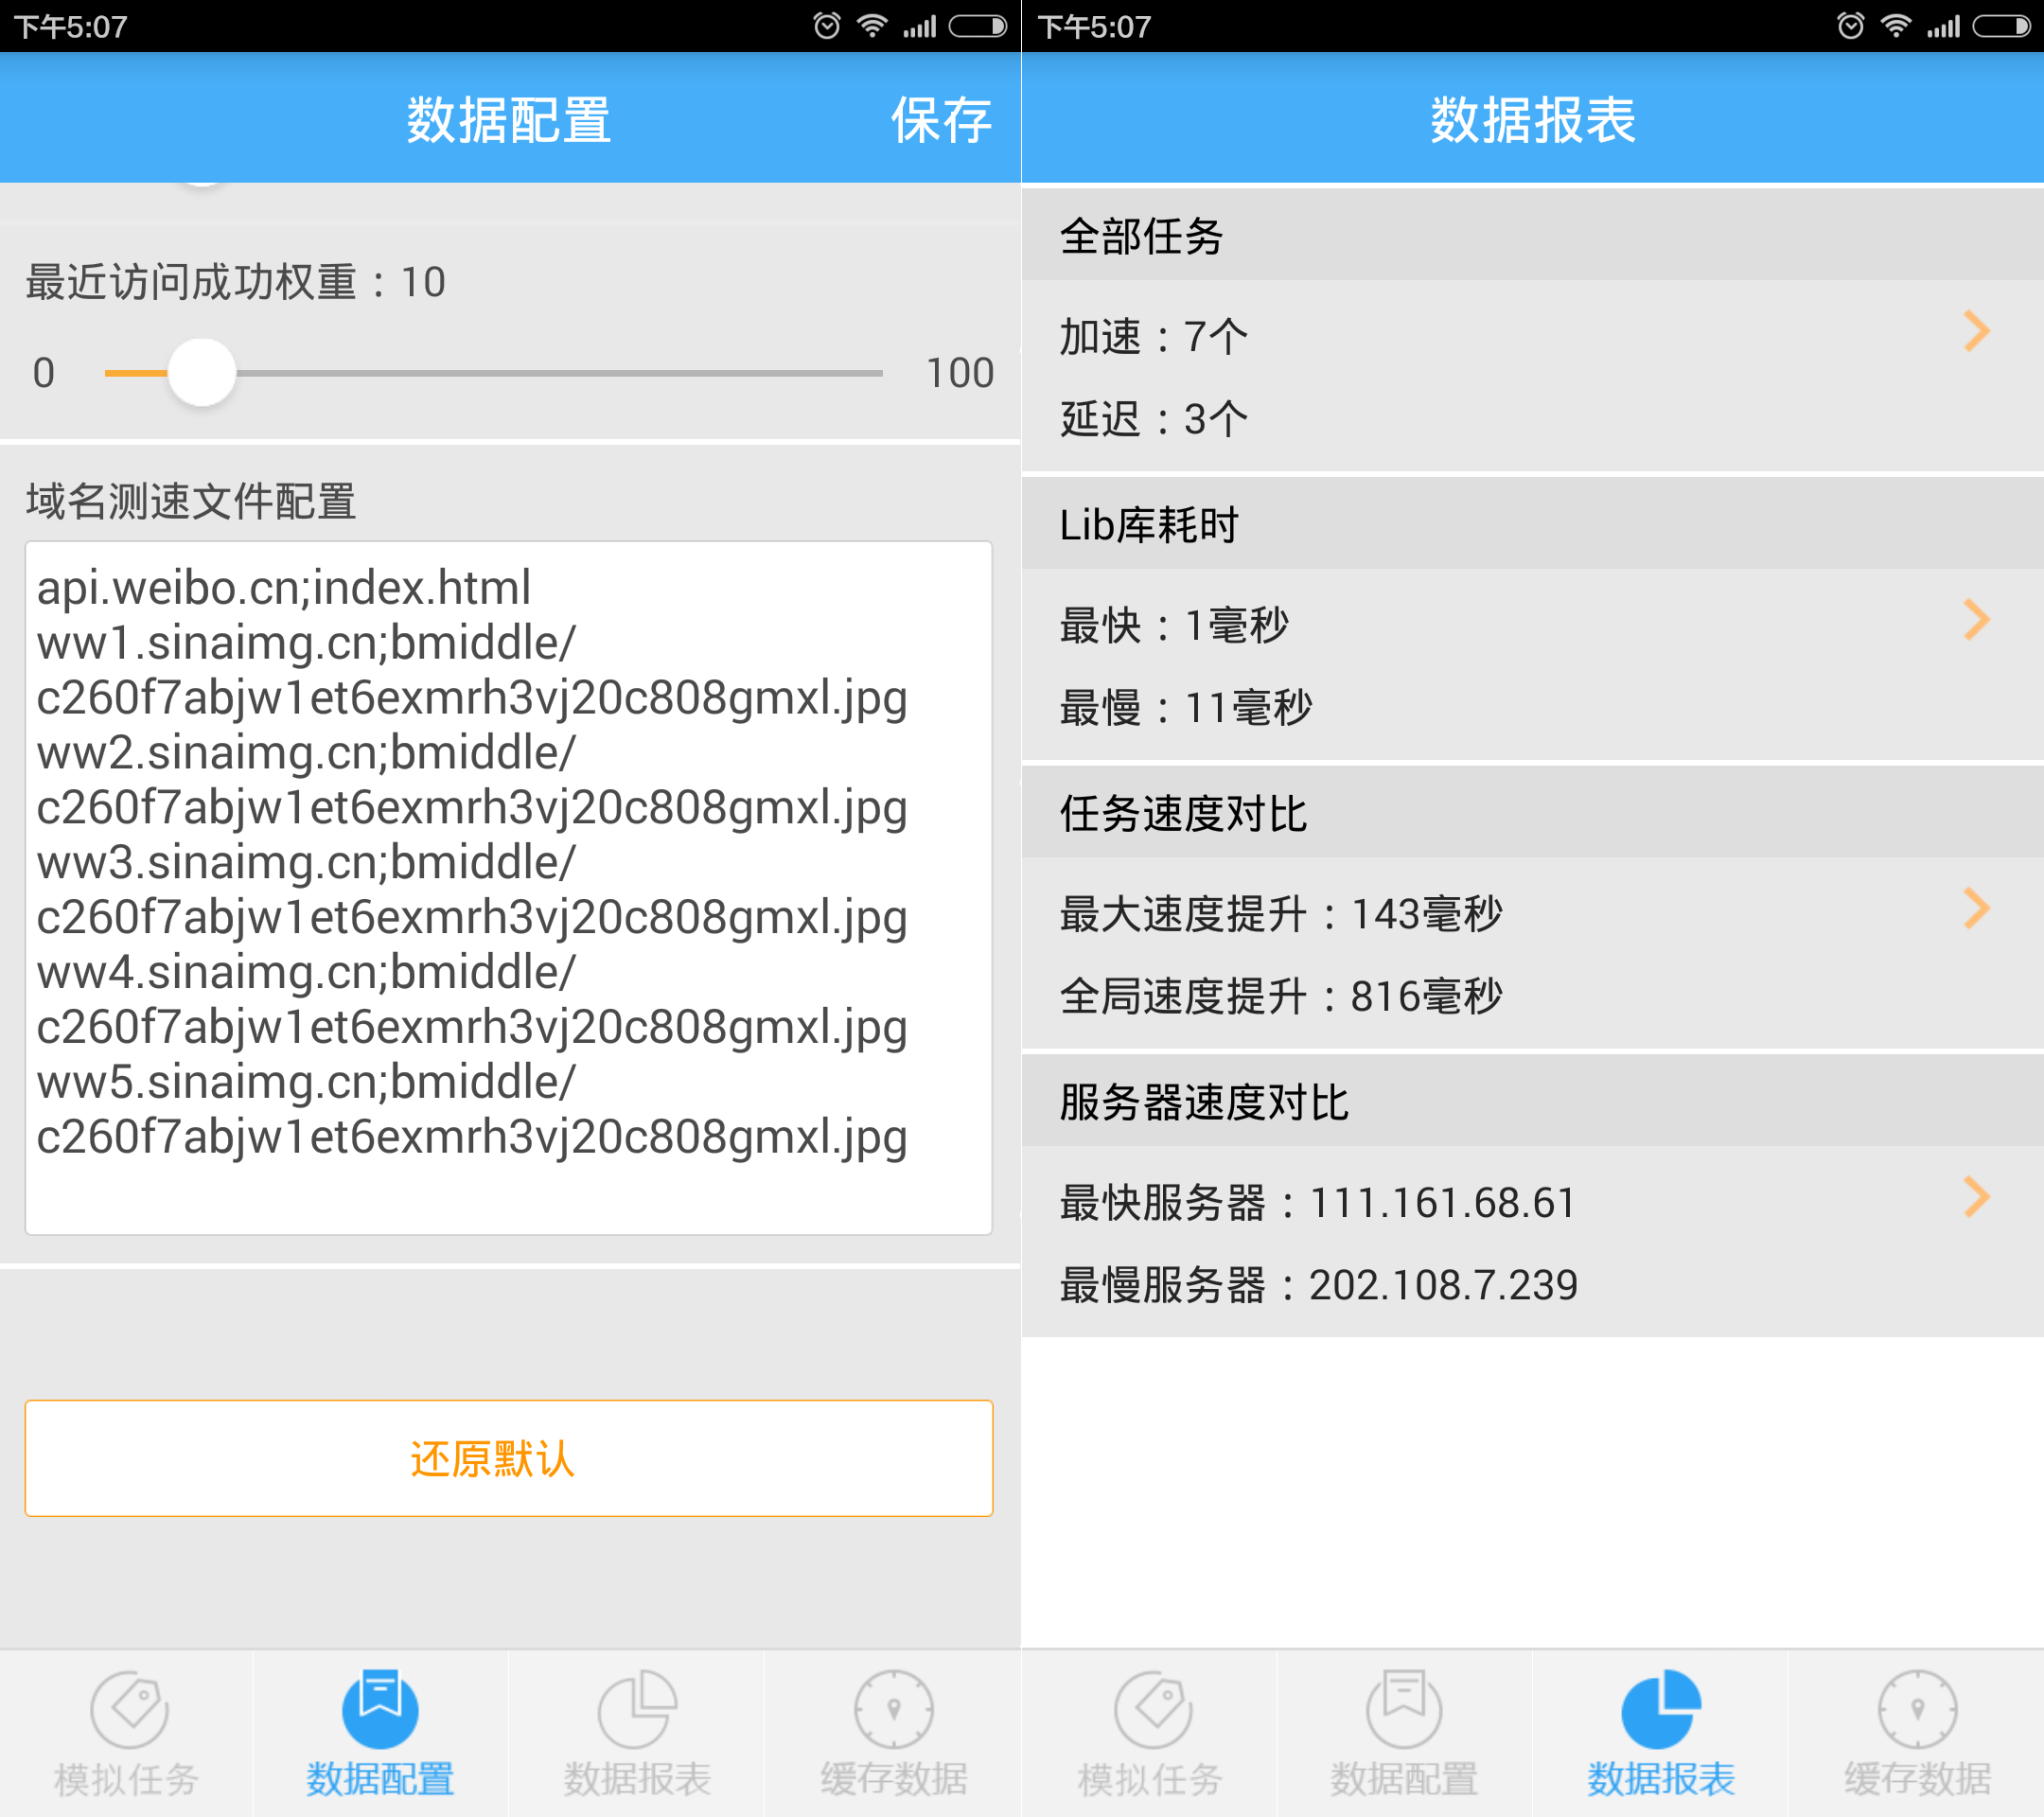 下午5:07
数据配置
保存
最近访问成功权重：10
0
100
域名测速文件配置
api.weibo.cn;index.html
ww1.sinaimg.cn;bmiddle/
c260f7abjw1et6exmrh3vj20c808gmxl.jpg
ww2.sinaimg.cn;bmiddle/
c260f7abjw1et6exmrh3vj20c808gmxl.jpg
ww3.sinaimg.cn;bmiddle/
c260f7abjw1et6exmrh3vj20c808gmxl.jpg
ww4.sinaimg.cn;bmiddle/
c260f7abjw1et6exmrh3vj20c808gmxl.jpg
ww5.sinaimg.cn;bmiddle/
c260f7abjw1et6exmrh3vj20c808gmxl.jpg
还原默认
模拟任务
数据配置
数据报表
缓存数据
下午5:07
数据报表
全部任务
加速：7个
延迟：3个
Lib库耗时
最快：1毫秒
最慢：11毫秒
任务速度对比
最大速度提升：143毫秒
全局速度提升：816毫秒
服务器速度对比
最快服务器：111.161.68.61
最慢服务器：202.108.7.239
模拟任务
数据配置
数据报表
缓存数据